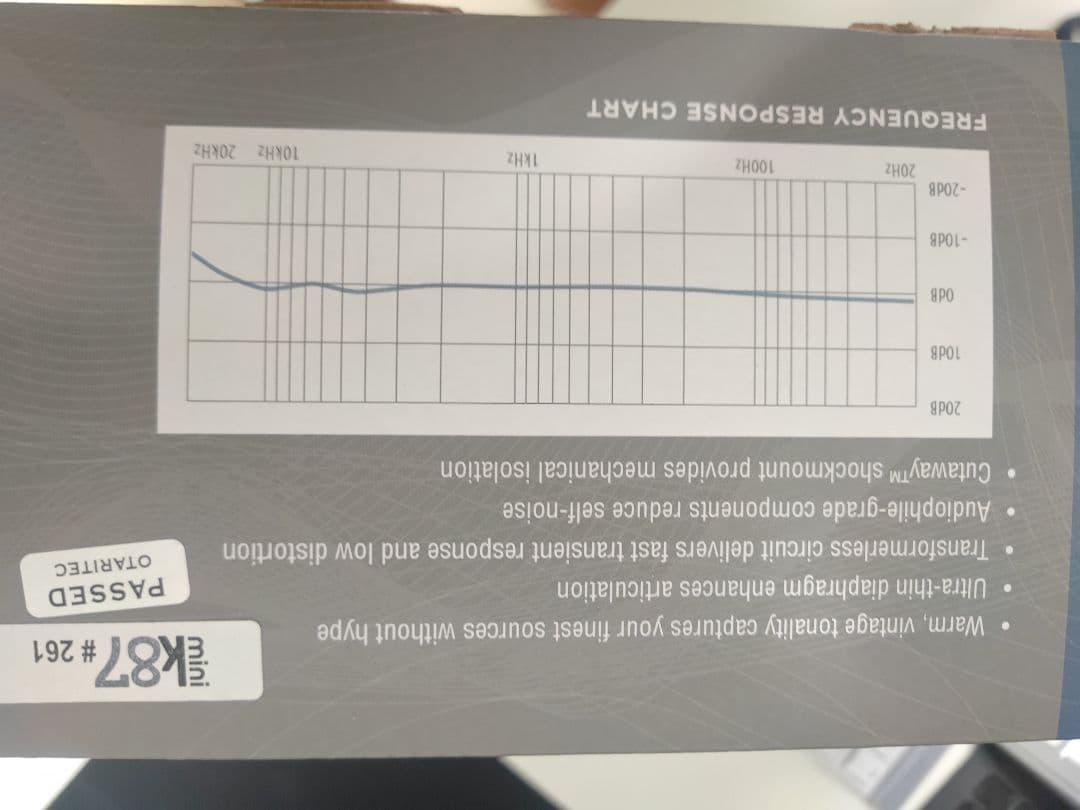 mini
K87 # 261
PASSED
OTARITEC
• Warm, vintage tonality captures your finest sources without hype
• Ultra-thin diaphragm enhances articulation
• Transformerless circuit delivers fast transient response and low distortion
• Audiophile-grade components reduce self-noise
• Cutaway™ shockmount provides mechanical isolation
20dB
10dB
0dB
-10dB
-20dB
20Hz 100Hz 1kHz 10kHz 20kHz
FREQUENCY RESPONSE CHART